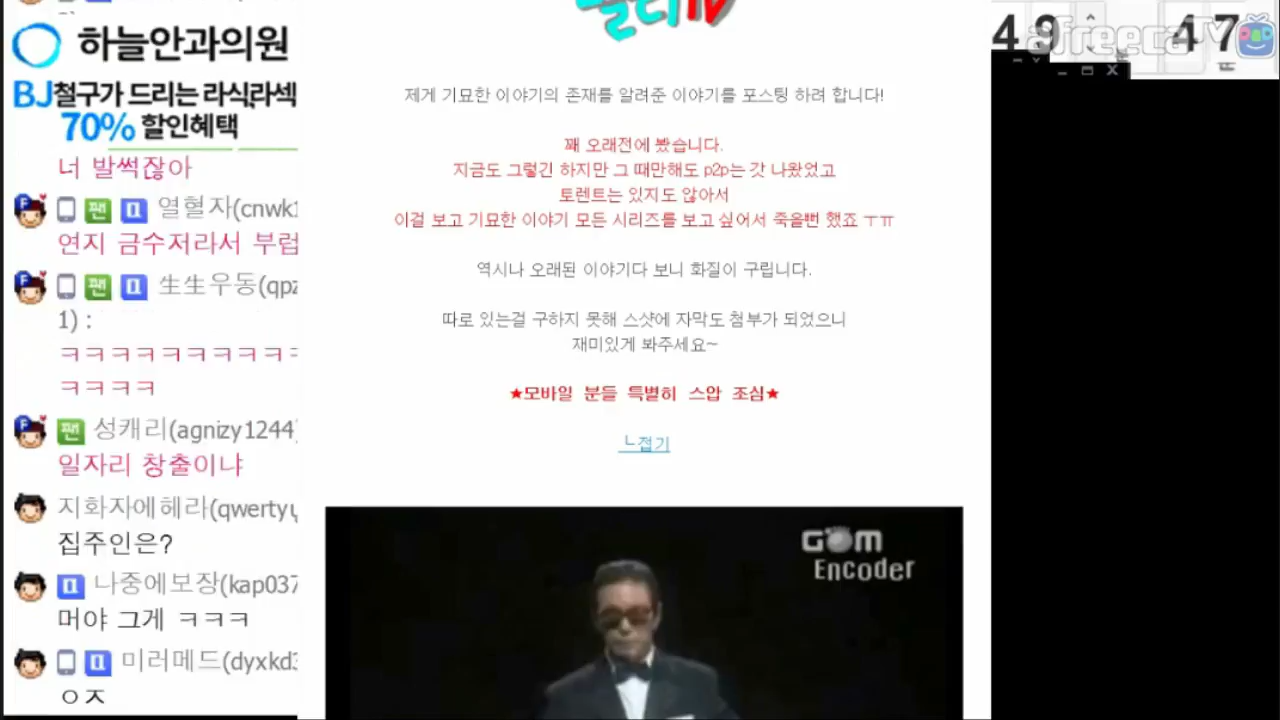 하늘안과의원
BJ철구가 드리는 라식,라섹
70% 할인혜택
너 발썩잖아
팬 열혈자(cnwk1
연지 금수저라서 부럽
팬 生生우동(qpz
1) :
ㅋㅋㅋㅋㅋㅋㅋㅋㅋㅋ
ㅋㅋㅋㅋ
팬 성캐리(agnizy1244)
일자리 창출이냐
지화자에헤라(qwertyu
집주인은?
나중에보장(kap037
머야 그게 ㅋㅋㅋ
미러메드(dyxkd3
ㅇㅈ
제게 기묘한 이야기의 존재를 알려준 이야기를 포스팅 하려 합니다!
꽤 오래전에 봤습니다.
지금도 그렇긴 하지만 그 때만해도 p2p는 갓 나왔었고
토렌트는 있지도 않아서
이걸 보고 기묘한 이야기 모든 시리즈를 보고 싶어서 죽을뻔 했죠 ㅜㅠ
역시나 오래된 이야기다 보니 화질이 구립니다.
따로 있는걸 구하지 못해 스샷에 자막도 첨부가 되었으니
재미있게 봐주세요~
★모바일 분들 특별히 스압 조심★
ㄴ접기
GOM
Encoder
49
47
afreecaTV